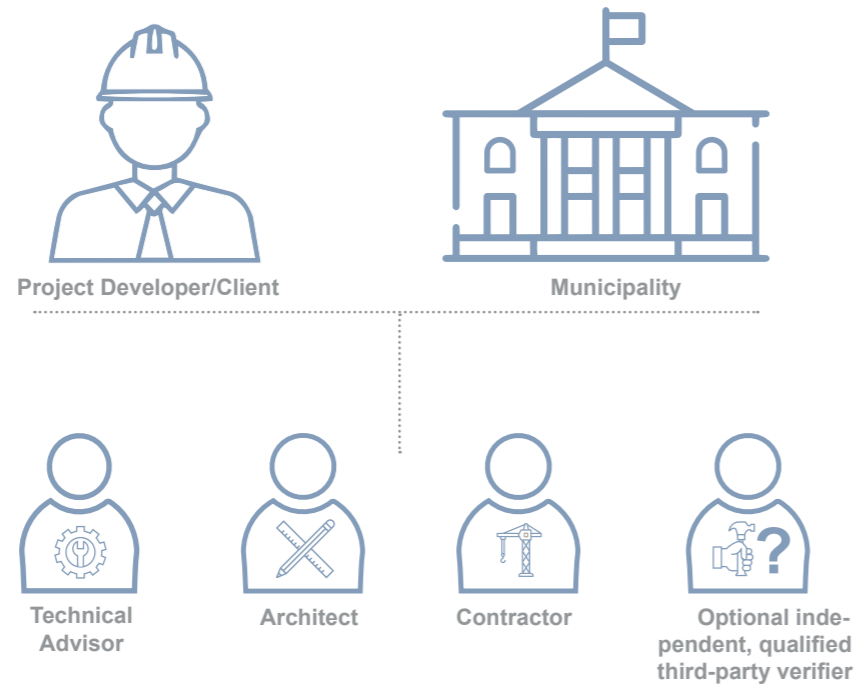 Project Developer/Client
Municipality
Technical
Advisor
Architect
Contractor
?
Optional inde-
pendent, qualified
third-party verifier